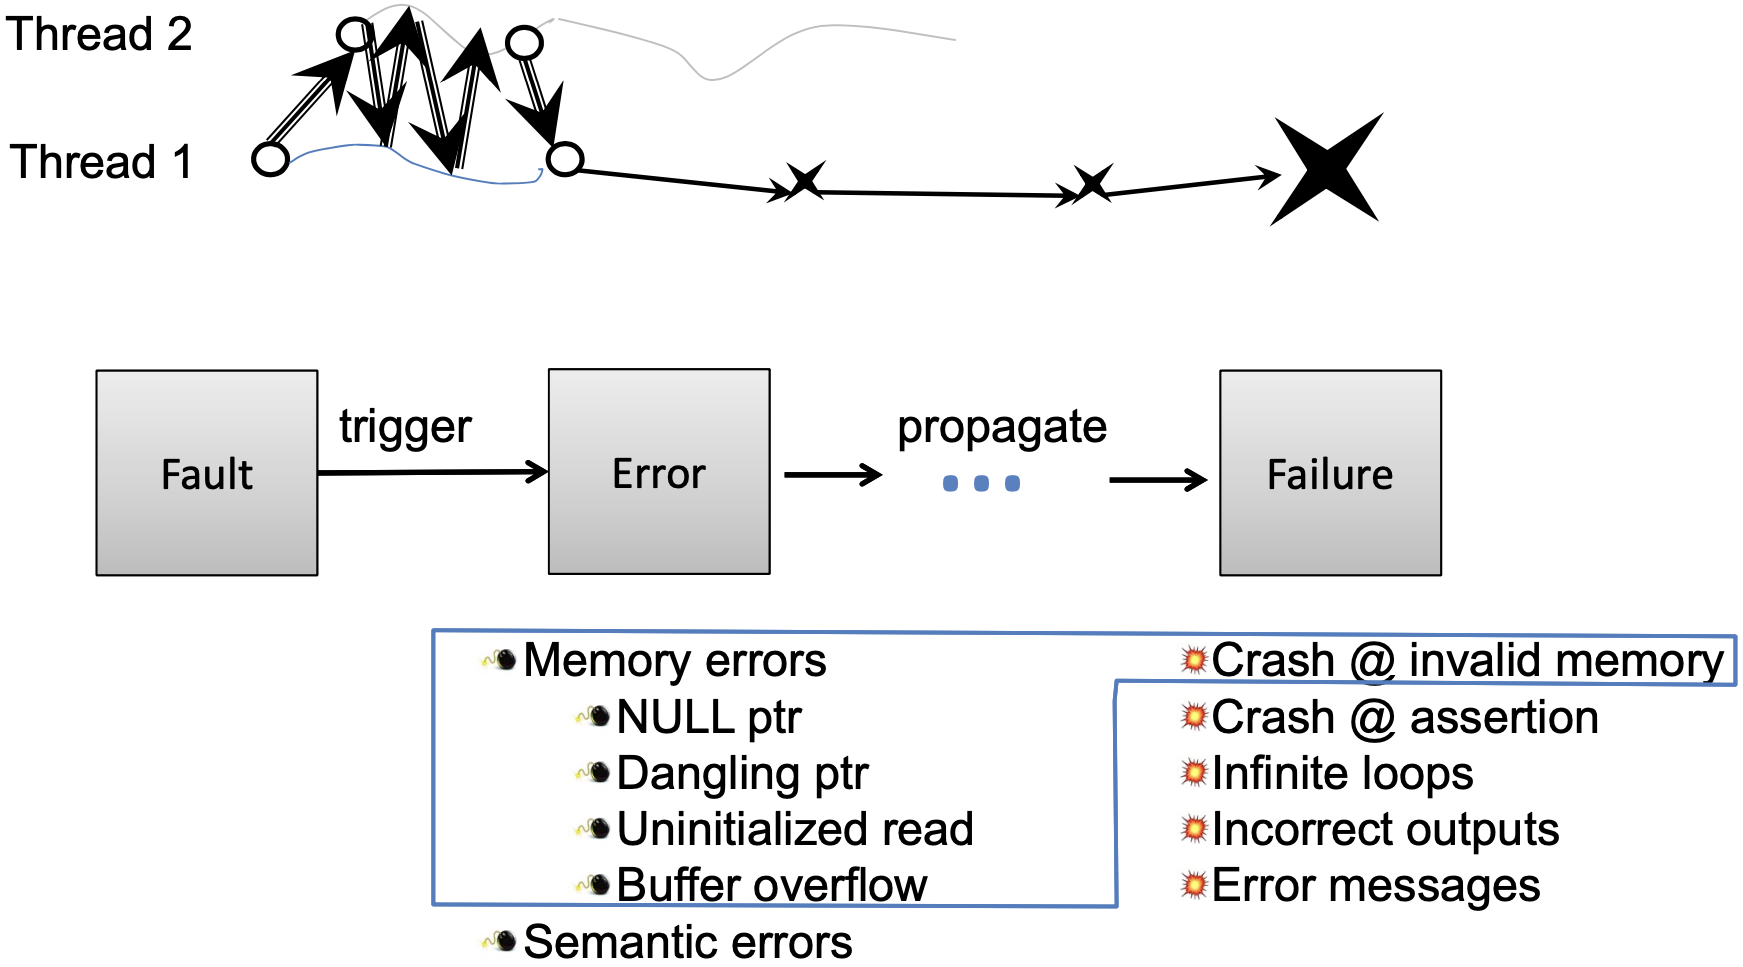 Thread 2
Thread 1
trigger
propagate
Fault
Error
Failure
Memory errors
NULL ptr
Dangling ptr
Uninitialized read
Buffer overflow
Semantic errors
Crash @ invalid memory
Crash @ assertion
Infinite loops
Incorrect outputs
Error messages